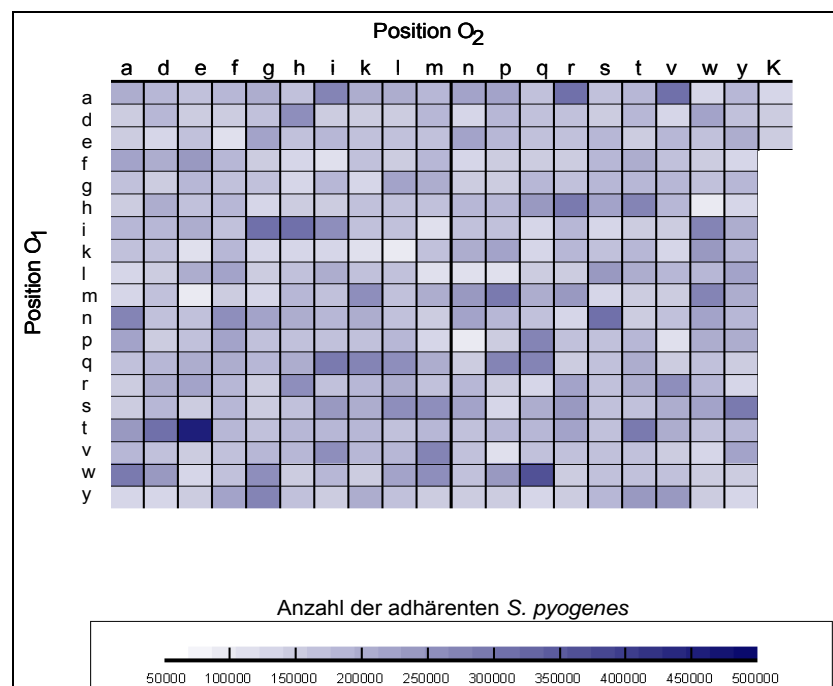 Position O2
a d e f g h i k l m n p q r s t v w y K
Position O1
a
d
e
f
g
h
i
k
l
m
n
p
q
r
s
t
v
w
y
Anzahl der adhärenten S. pyogenes
50000 100000 150000 200000 250000 300000 350000 400000 450000 500000